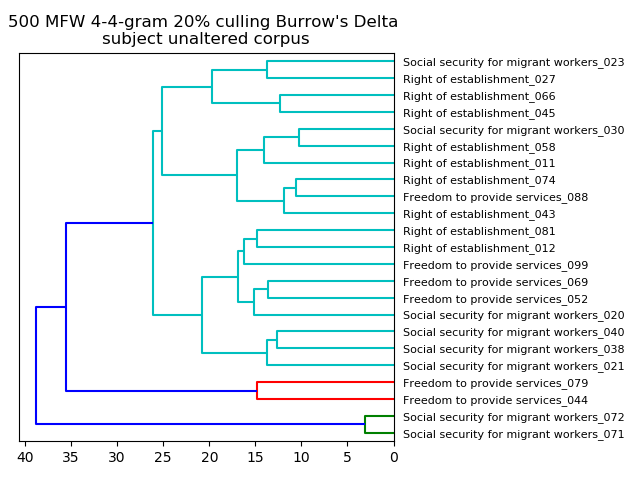 500 MFW 4-4-gram 20% culling Burrow's Delta
subject unaltered corpus
Social security for migrant workers_023
Right of establishment_027
Right of establishment_066
Right of establishment_045
Social security for migrant workers_030
Right of establishment_058
Right of establishment_011
Right of establishment_074
Freedom to provide services_088
Right of establishment_043
Right of establishment_081
Right of establishment_012
Freedom to provide services_099
Freedom to provide services_069
Freedom to provide services_052
Social security for migrant workers_020
Social security for migrant workers_040
Social security for migrant workers_038
Social security for migrant workers_021
Freedom to provide services_079
Freedom to provide services_044
Social security for migrant workers_072
Social security for migrant workers_071
40 35 30 25 20 15 10 5 0